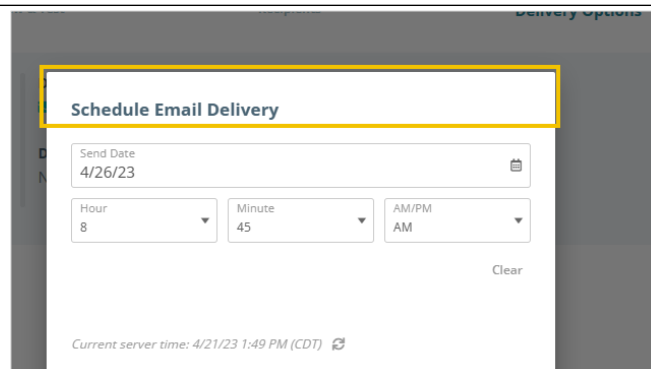 Delivery Options
Schedule Email Delivery
Send Date
4/26/23
Hour
8
Minute
45
AM/PM
AM
Clear
Current server time: 4/21/23 1:49 PM (CDT)